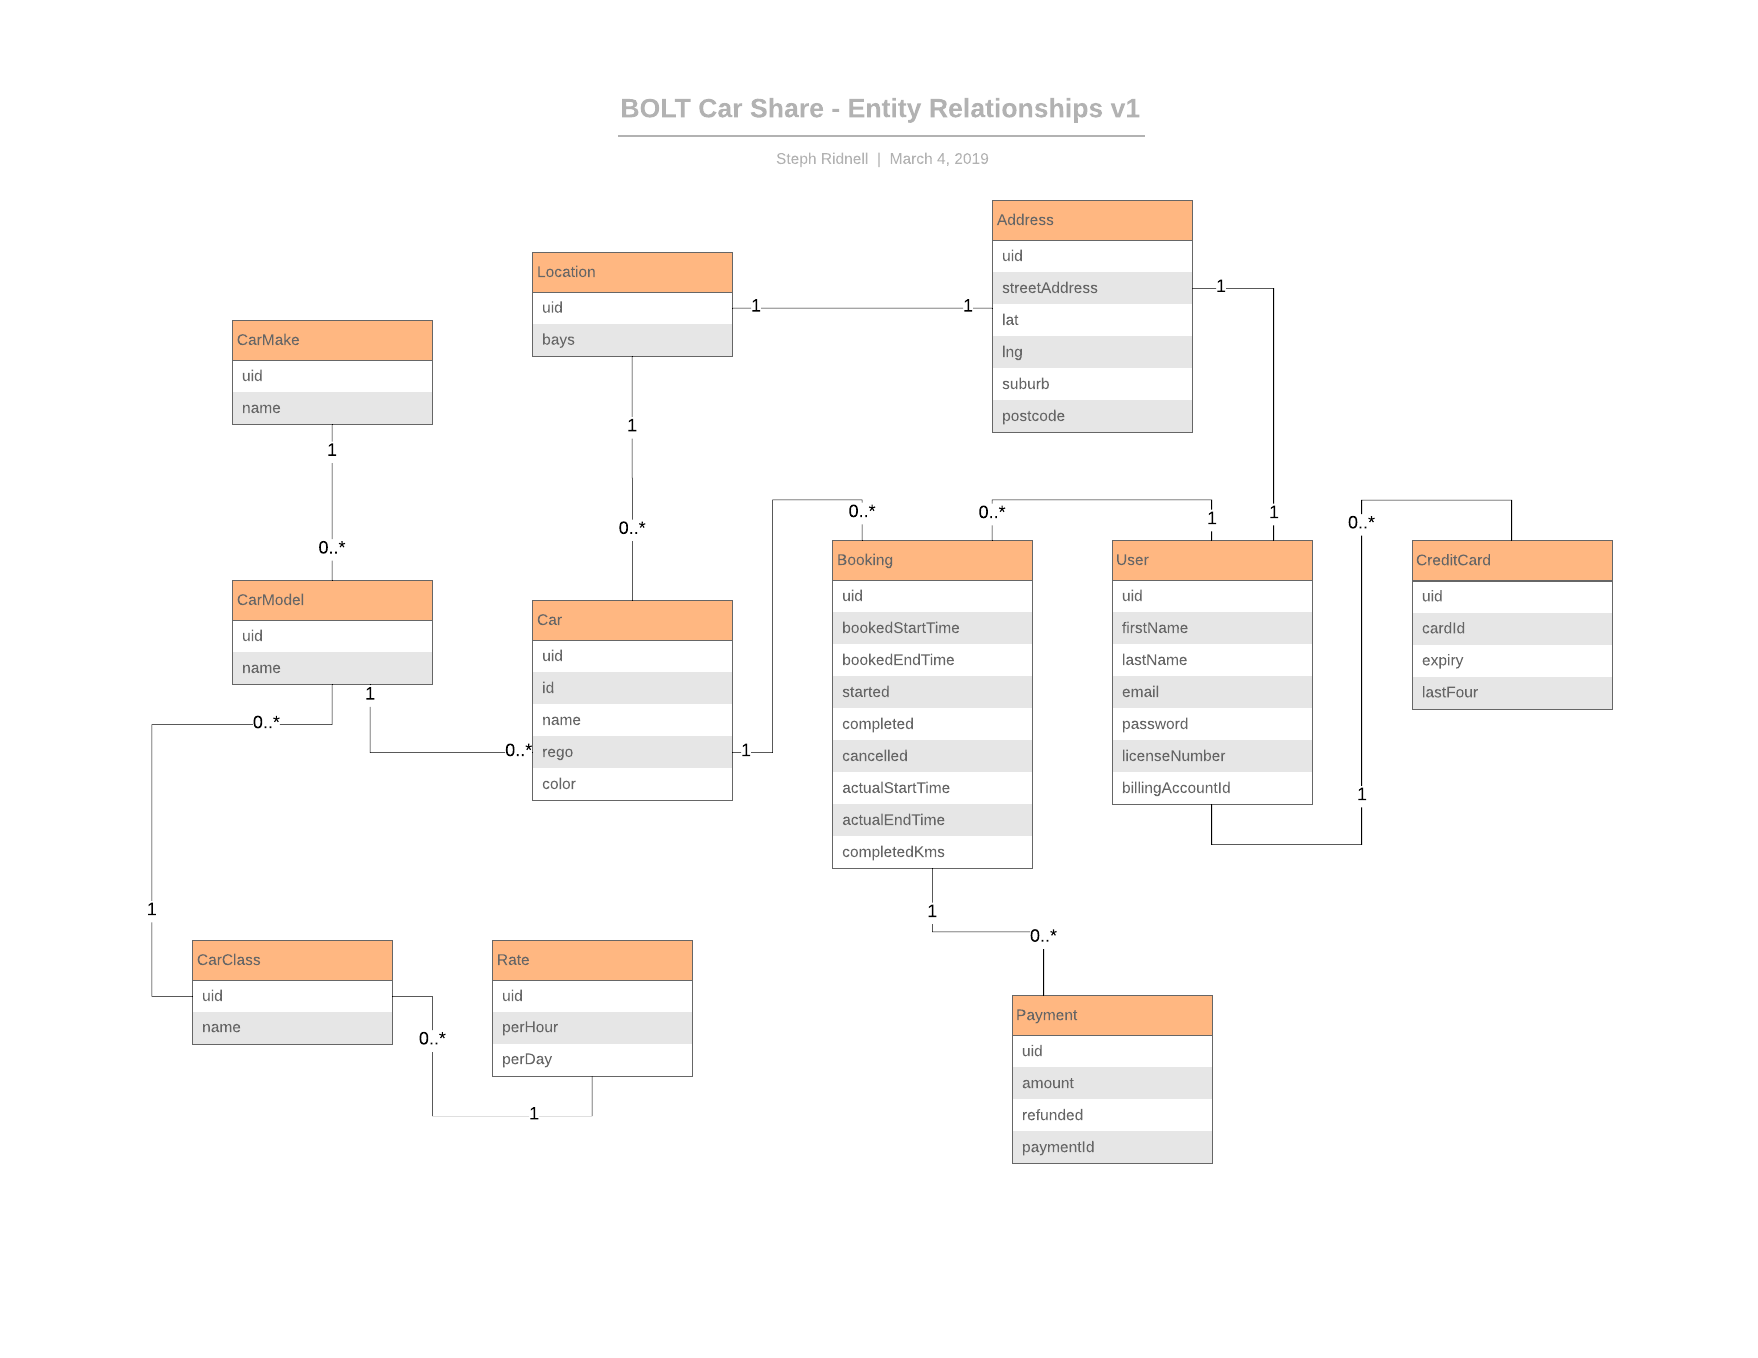 BOLT Car Share - Entity Relationships v1
Steph Ridnell | March 4, 2019
Address
uid
streetAddress
lat
lng
suburb
postcode
1
1
Location
uid
bays
1
1
1
0..*
CarMake
uid
name
1
0..*
CarModel
uid
name
1
0..*
0..*
1
Car
uid
id
name
rego
color
1
0..*
Booking
uid
bookedStartTime
bookedEndTime
started
completed
cancelled
actualStartTime
actualEndTime
completedKms
0..*
1
User
uid
firstName
lastName
email
password
licenseNumber
billingAccountId
0..*
1
CreditCard
uid
cardId
expiry
lastFour
CarClass
uid
name
0..*
1
Rate
uid
perHour
perDay
1
0..*
Payment
uid
amount
refunded
paymentId